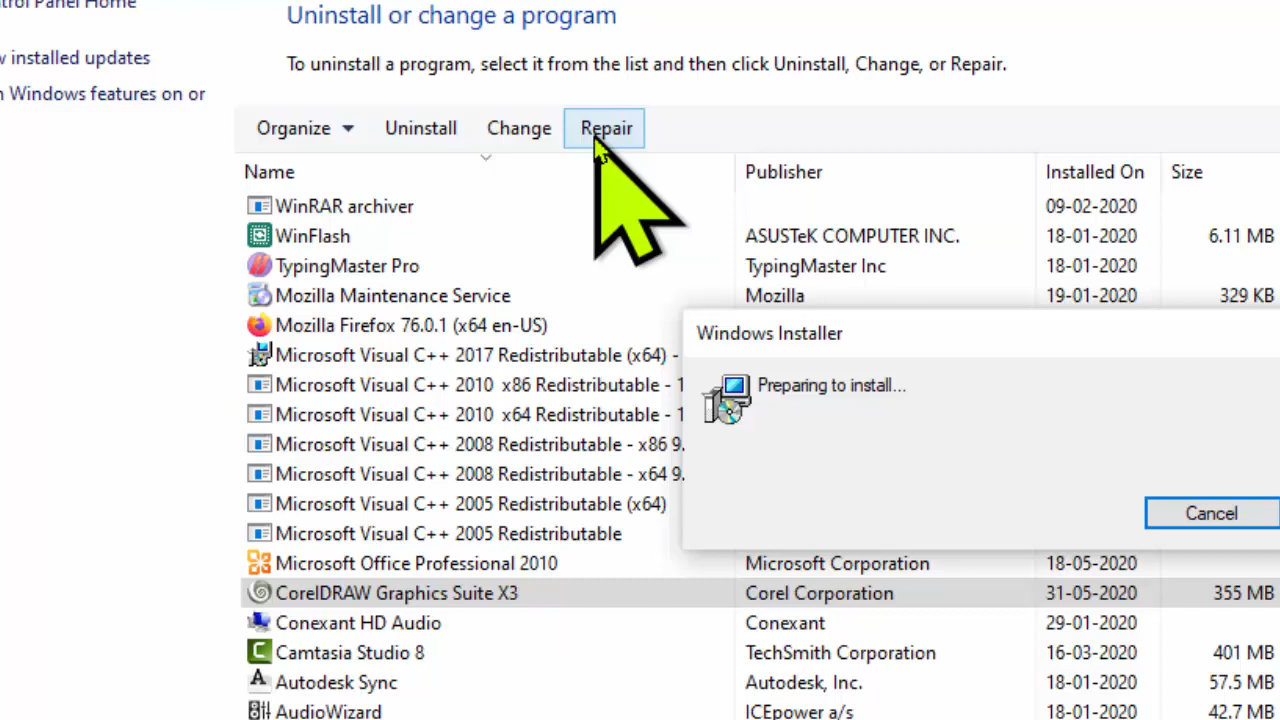 ntrol Panel Home
Uninstall or change a program
w installed updates
To uninstall a program, select it from the list and then click Uninstall, Change, or Repair.
n Windows features on or
Organize Uninstall Change Repair
Name Publisher Installed On Size
WinRAR archiver 09-02-2020
WinFlash ASUSTeK COMPUTER INC. 18-01-2020 6.11 MB
TypingMaster Pro TypingMaster Inc 18-01-2020
Mozilla Maintenance Service Mozilla 19-01-2020 329 KB
Mozilla Firefox 76.0.1 (x64 en-US)
Windows Installer
Microsoft Visual C++ 2017 Redistributable (x64) -
Preparing to install...
Microsoft Visual C++ 2010 x86 Redistributable - 1
Microsoft Visual C++ 2010 x64 Redistributable - 1
Microsoft Visual C++ 2008 Redistributable - x86 9.
Microsoft Visual C++ 2008 Redistributable - x64 9.
Microsoft Visual C++ 2005 Redistributable (x64)
Cancel
Microsoft Visual C++ 2005 Redistributable
Microsoft Office Professional 2010 Microsoft Corporation 18-05-2020
CorelDRAW Graphics Suite X3 Corel Corporation 31-05-2020 355 MB
Conexant HD Audio Conexant 29-01-2020
Camtasia Studio 8 TechSmith Corporation 16-03-2020 401 MB
Autodesk Sync Autodesk, Inc. 18-01-2020 57.5 MB
AudioWizard ICEpower a/s 18-01-2020 42.7 MB